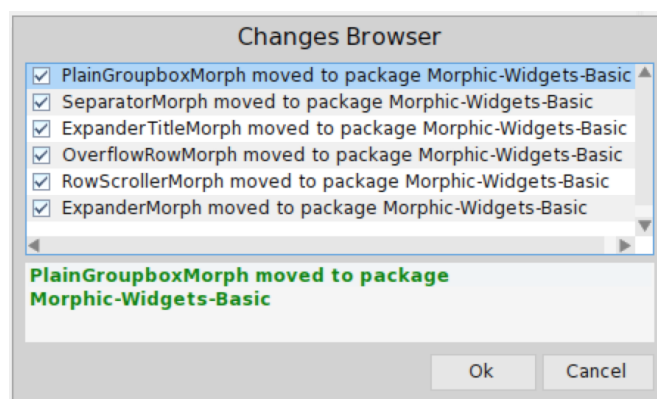 Changes Browser
PlainGroupboxMorph moved to package Morphic-Widgets-Basic
SeparatorMorph moved to package Morphic-Widgets-Basic
ExpanderTitleMorph moved to package Morphic-Widgets-Basic
OverflowRowMorph moved to package Morphic-Widgets-Basic
RowScrollerMorph moved to package Morphic-Widgets-Basic
ExpanderMorph moved to package Morphic-Widgets-Basic
PlainGroupboxMorph moved to package
Morphic-Widgets-Basic
Ok Cancel